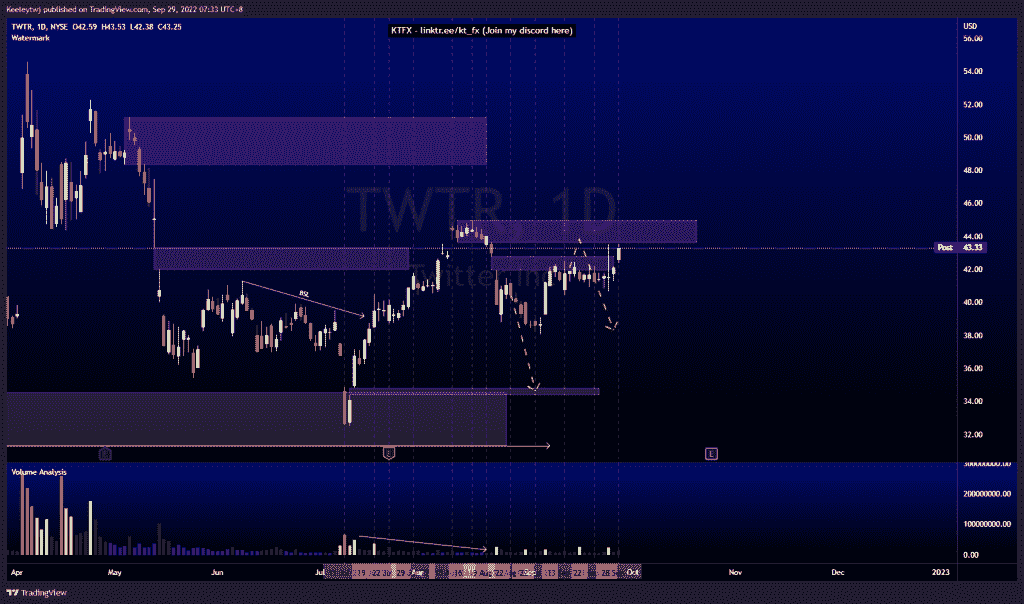 Keeleytwj published on TradingView.com, Sep 29, 2022 07:33 UTC+8
TWTR, 1D, NYSE O42.59 H43.53 L42.38 C43.25
Watermark
KTFX - linktr.ee/kt_fx (Join my discord here)
USD
56.00
54.00
52.00
50.00
48.00
46.00
44.00
Post 43.33
42.00
40.00
38.00
36.00
34.00
32.00
TWTR, 1D
Twitter, Inc
E
Volume Analysis
300000000.00
200000000.00
100000000.00
0.00
Apr May Jun Jul Aug Sep Oct Nov Dec 2023
TradingView